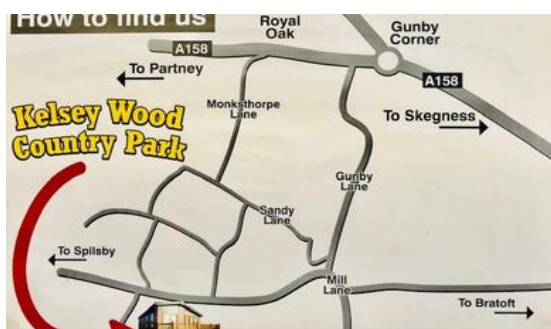 How to find us
Royal
Oak
Gunby
Corner
A158
To Partney
A158
Monksthorpe
Lane
To Skegness
Kelsey Wood
Country Park
Gunby
Lane
Sandy
Lane
To Spilsby
Mill
Lane
To Bratoft